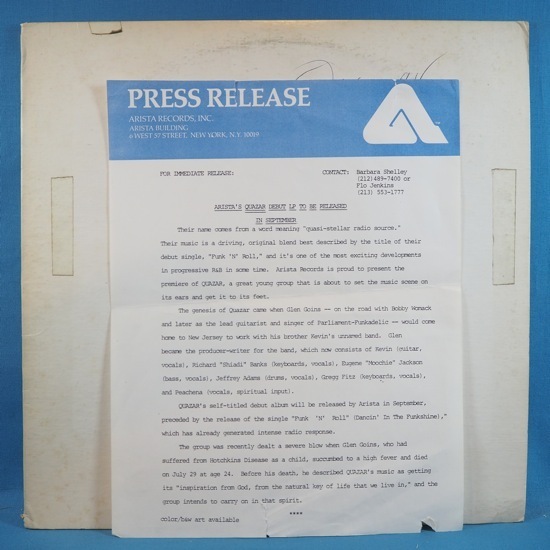 PRESS RELEASE
ARISTA RECORDS, INC.
ARISTA BUILDING
6 WEST 57 STREET, NEW YORK, N.Y. 10019
FOR IMMEDIATE RELEASE:
CONTACT: Barbara Shelley
(212)489-7400 or
Flo Jenkins
(213) 553-1777
ARISTA'S QUAZAR DEBUT LP TO BE RELEASED
IN SEPTEMBER
Their name comes from a word meaning "quasi-stellar radio source."
Their music is a driving, original blend best described by the title of their
debut single, "Funk 'N' Roll," and it's one of the most exciting developments
in progressive R&B in some time. Arista Records is proud to present the
premiere of QUAZAR, a great young group that is about to set the music scene on
its ears and get it to its feet.
The genesis of Quazar came when Glen Goins -- on the road with Bobby Womack
and later as the lead guitarist and singer of Parliament-Funkadelic -- would come
home to New Jersey to work with his brother Kevin's unnamed band. Glen
became the producer-writer for the band, which now consists of Kevin (guitar,
vocals), Richard "Shiadi" Banks (keyboards, vocals), Eugene "Moochie" Jackson
(bass, vocals), Jeffrey Adams (drums, vocals), Gregg Fitz (keyboards, vocals),
and Peachena (vocals, spiritual input).
QUAZAR's self-titled debut album will be released by Arista in September,
preceded by the release of the single "Funk 'N' Roll" (Dancin' In The Funkshine),"
which has already generated intense radio response.
The group was recently dealt a severe blow when Glen Goins, who had
suffered from Hotchkins Disease as a child, succumbed to a high fever and died
on July 29 at age 24. Before his death, he described QUAZAR's music as getting
its "inspiration from God, from the natural key of life that we live in," and the
group intends to carry on in that spirit.
****
color/b&w art available